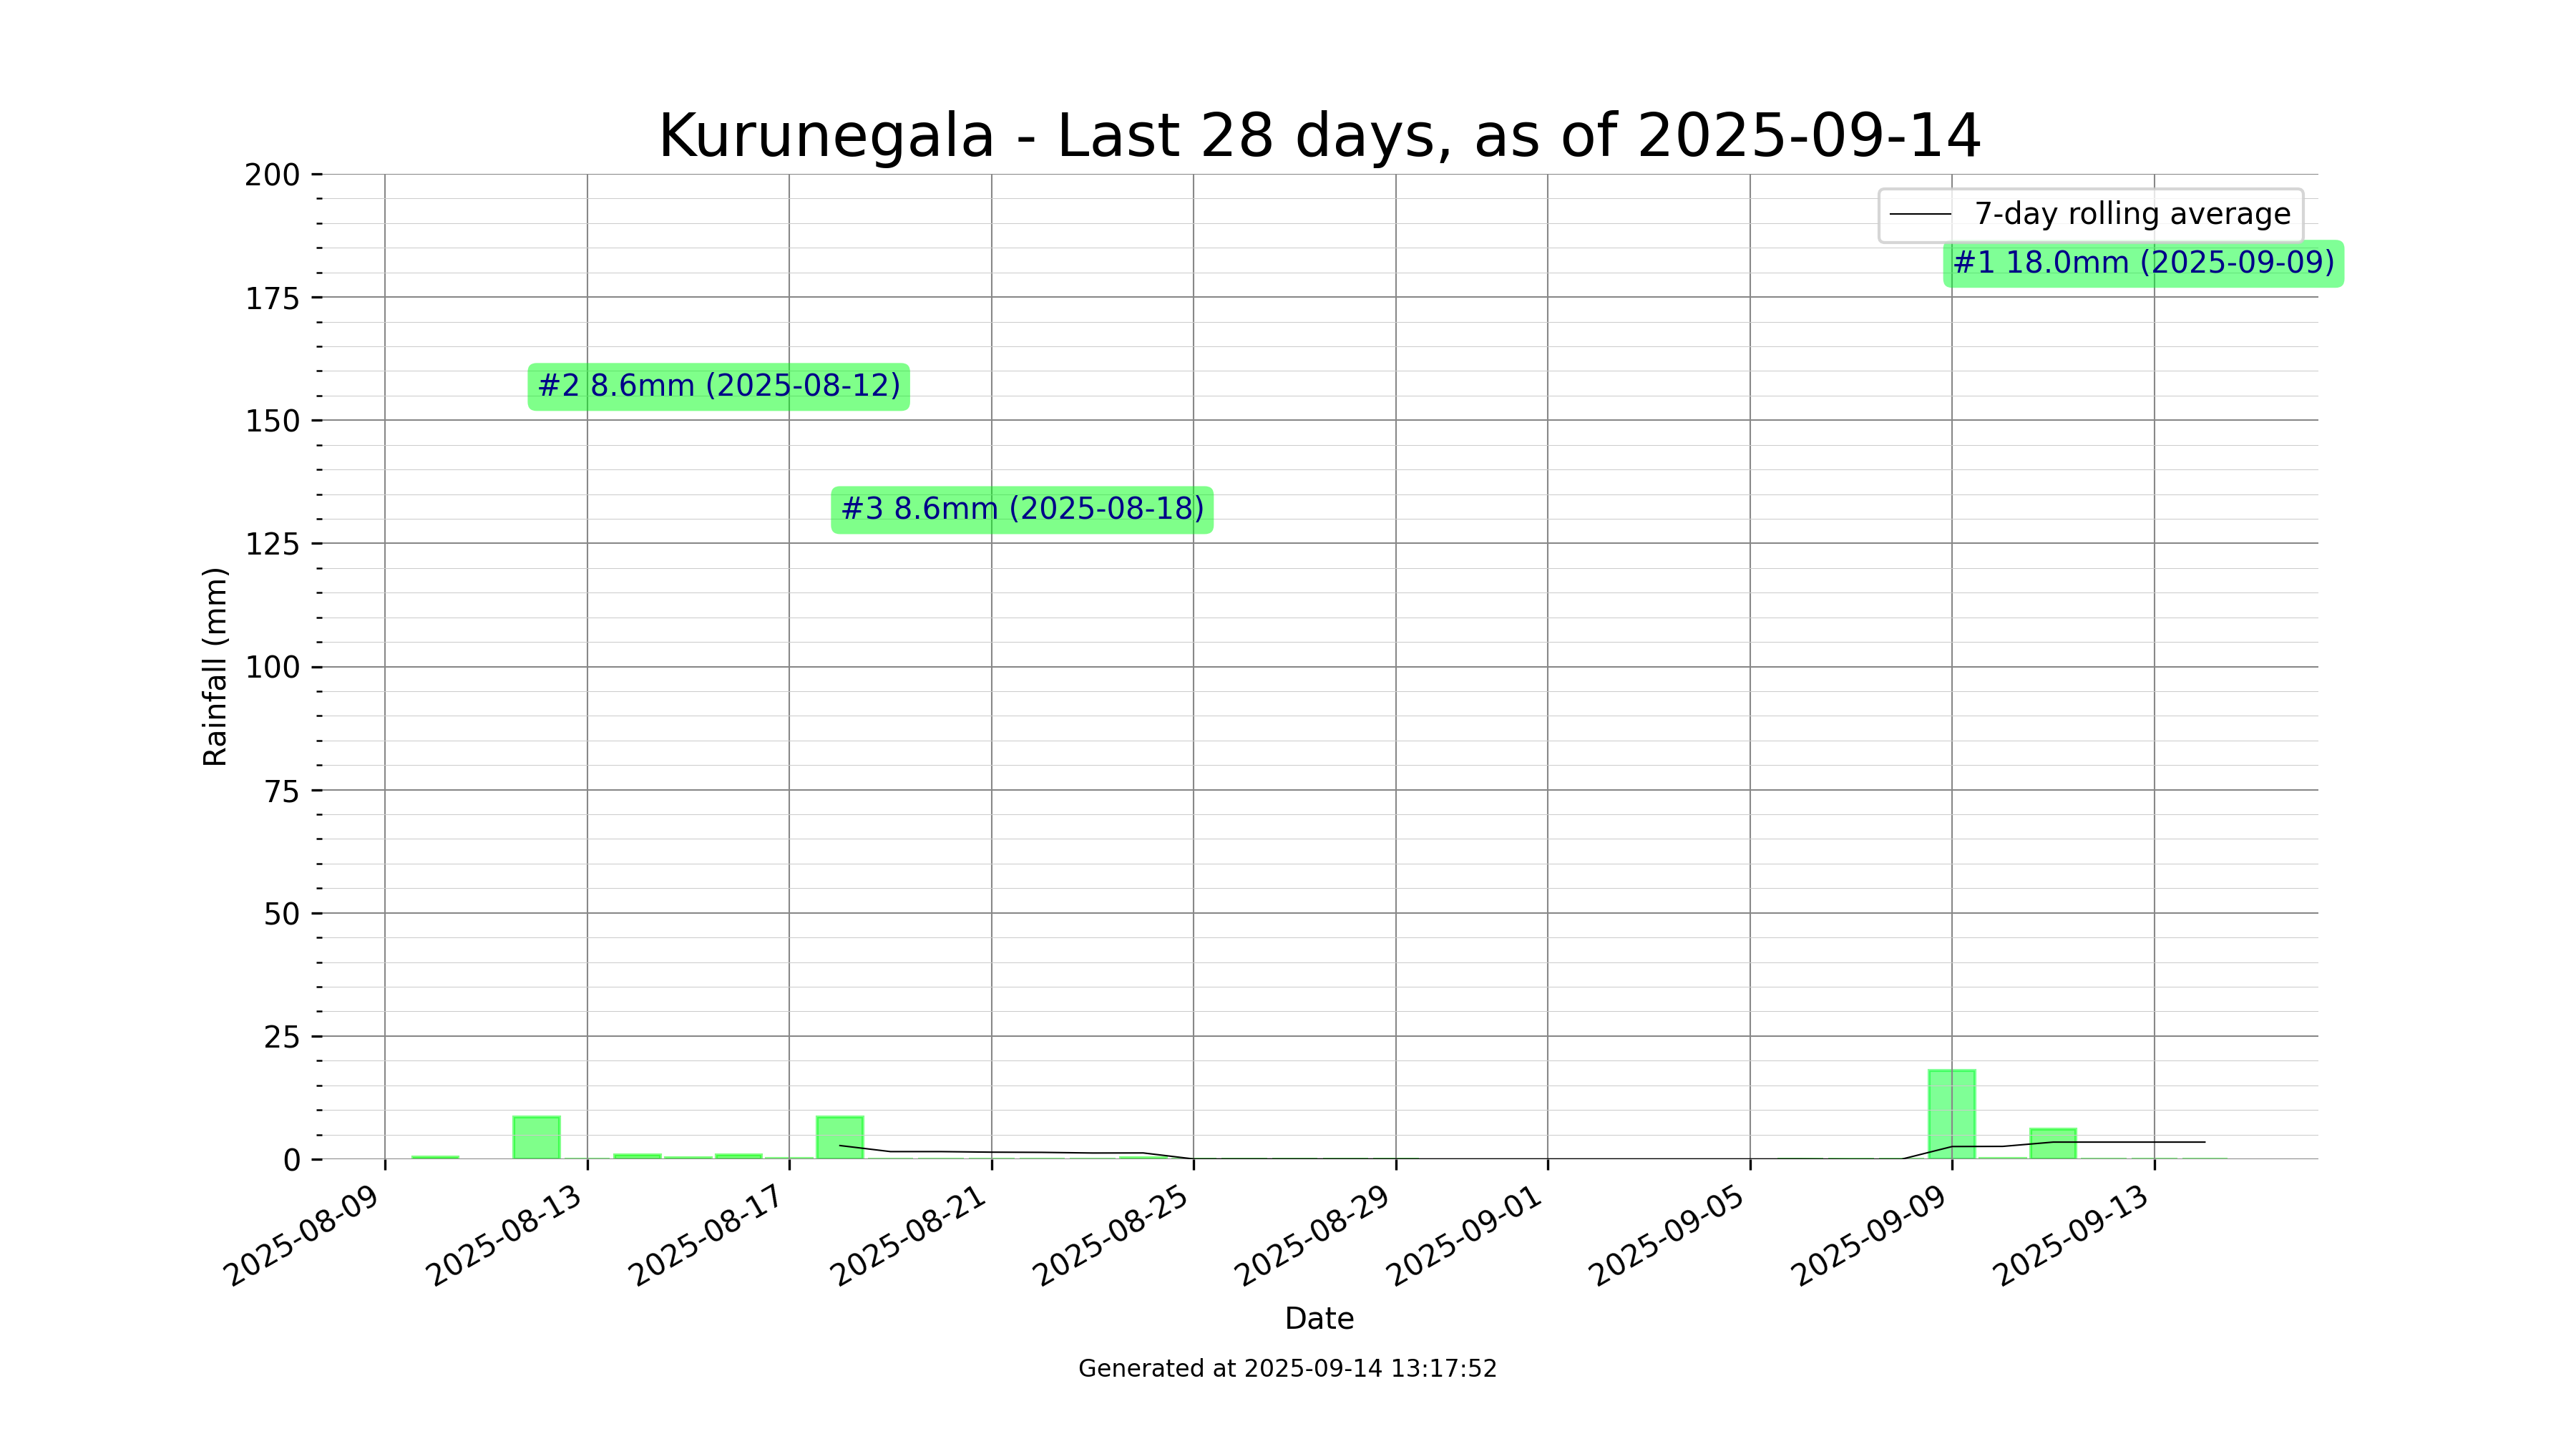 Kurunegala - Last 28 days, as of 2025-09-14
200
175
150
125
100
75
50
25
0
Rainfall (mm)
7-day rolling average
#1 18.0mm (2025-09-09)
#2 8.6mm (2025-08-12)
#3 8.6mm (2025-08-18)
2025-08-09
2025-08-13
2025-08-17
2025-08-21
2025-08-25
2025-08-29
2025-09-01
2025-09-05
2025-09-09
2025-09-13
Date
Generated at 2025-09-14 13:17:52